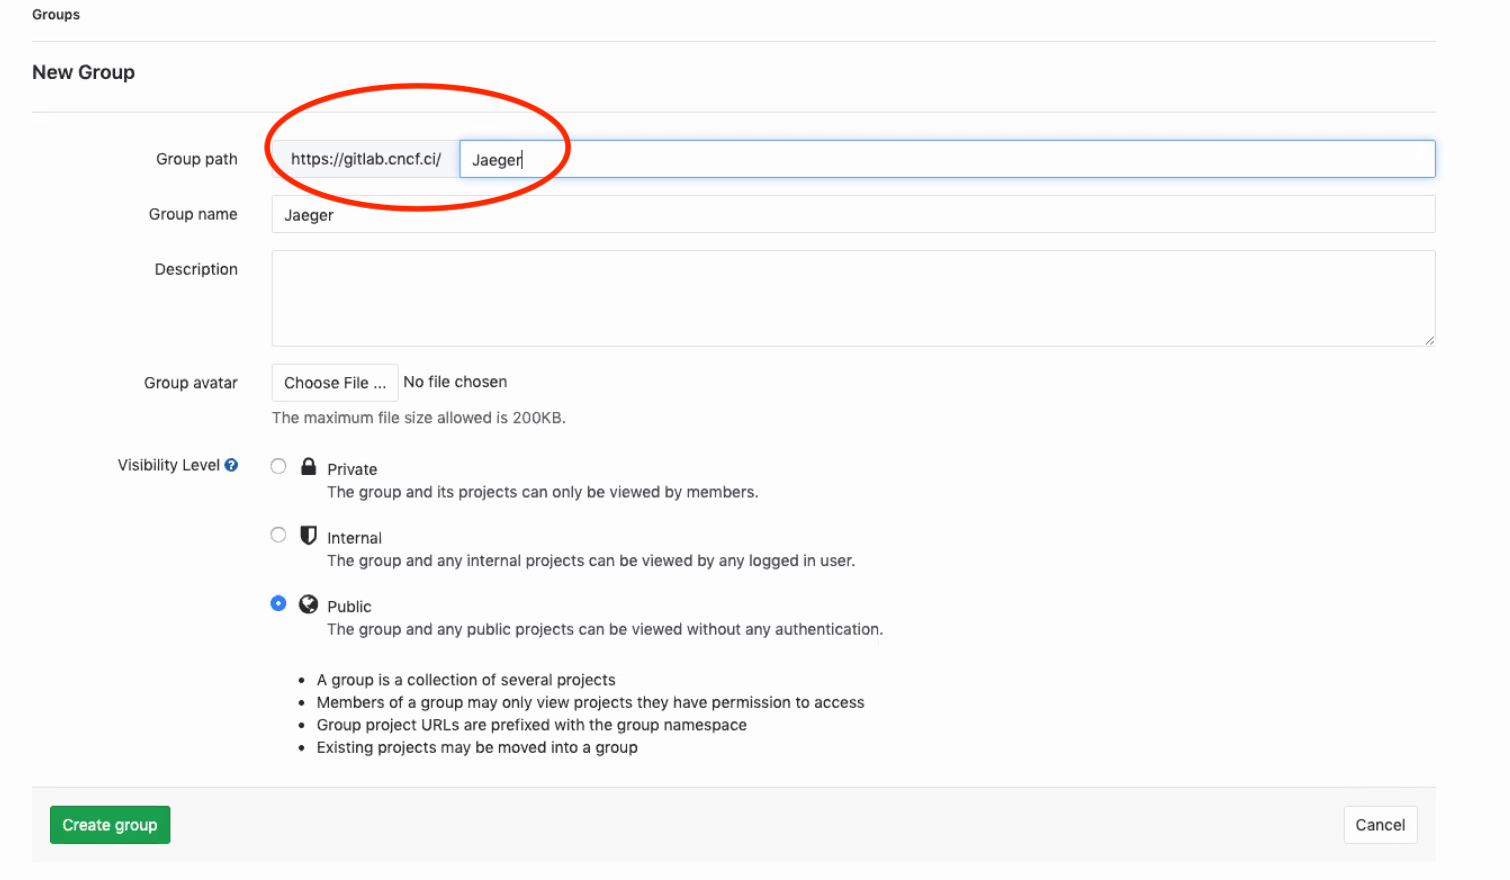 Groups
New Group
Group path https://gitlab.cncf.ci/ Jaeger
Group name Jaeger
Description
Group avatar Choose File ... No file chosen
The maximum file size allowed is 200KB.
Visibility Level ? Private
The group and its projects can only be viewed by members.
Internal
The group and any internal projects can be viewed by any logged in user.
Public
The group and any public projects can be viewed without any authentication.
• A group is a collection of several projects
• Members of a group may only view projects they have permission to access
• Group project URLs are prefixed with the group namespace
• Existing projects may be moved into a group
Create group Cancel